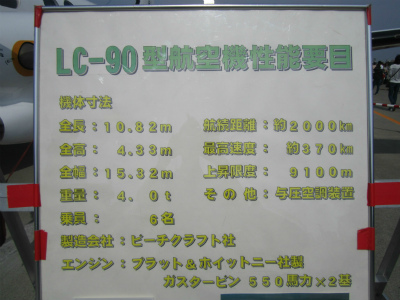 LC-90型航空機性能要目
機体寸法
全長:10.82m 航続距離:約2000㎞
全高: 4.33m 最高速度: 約370㎞
全幅:15.32m 上昇限度: 9100m
重量: 4.0t その他:与圧空調装置
乗員: 6名
製造会社:ビーチクラフト社
エンジン:プラット&ホイットニー社製
ガスタービン 550馬力×2基